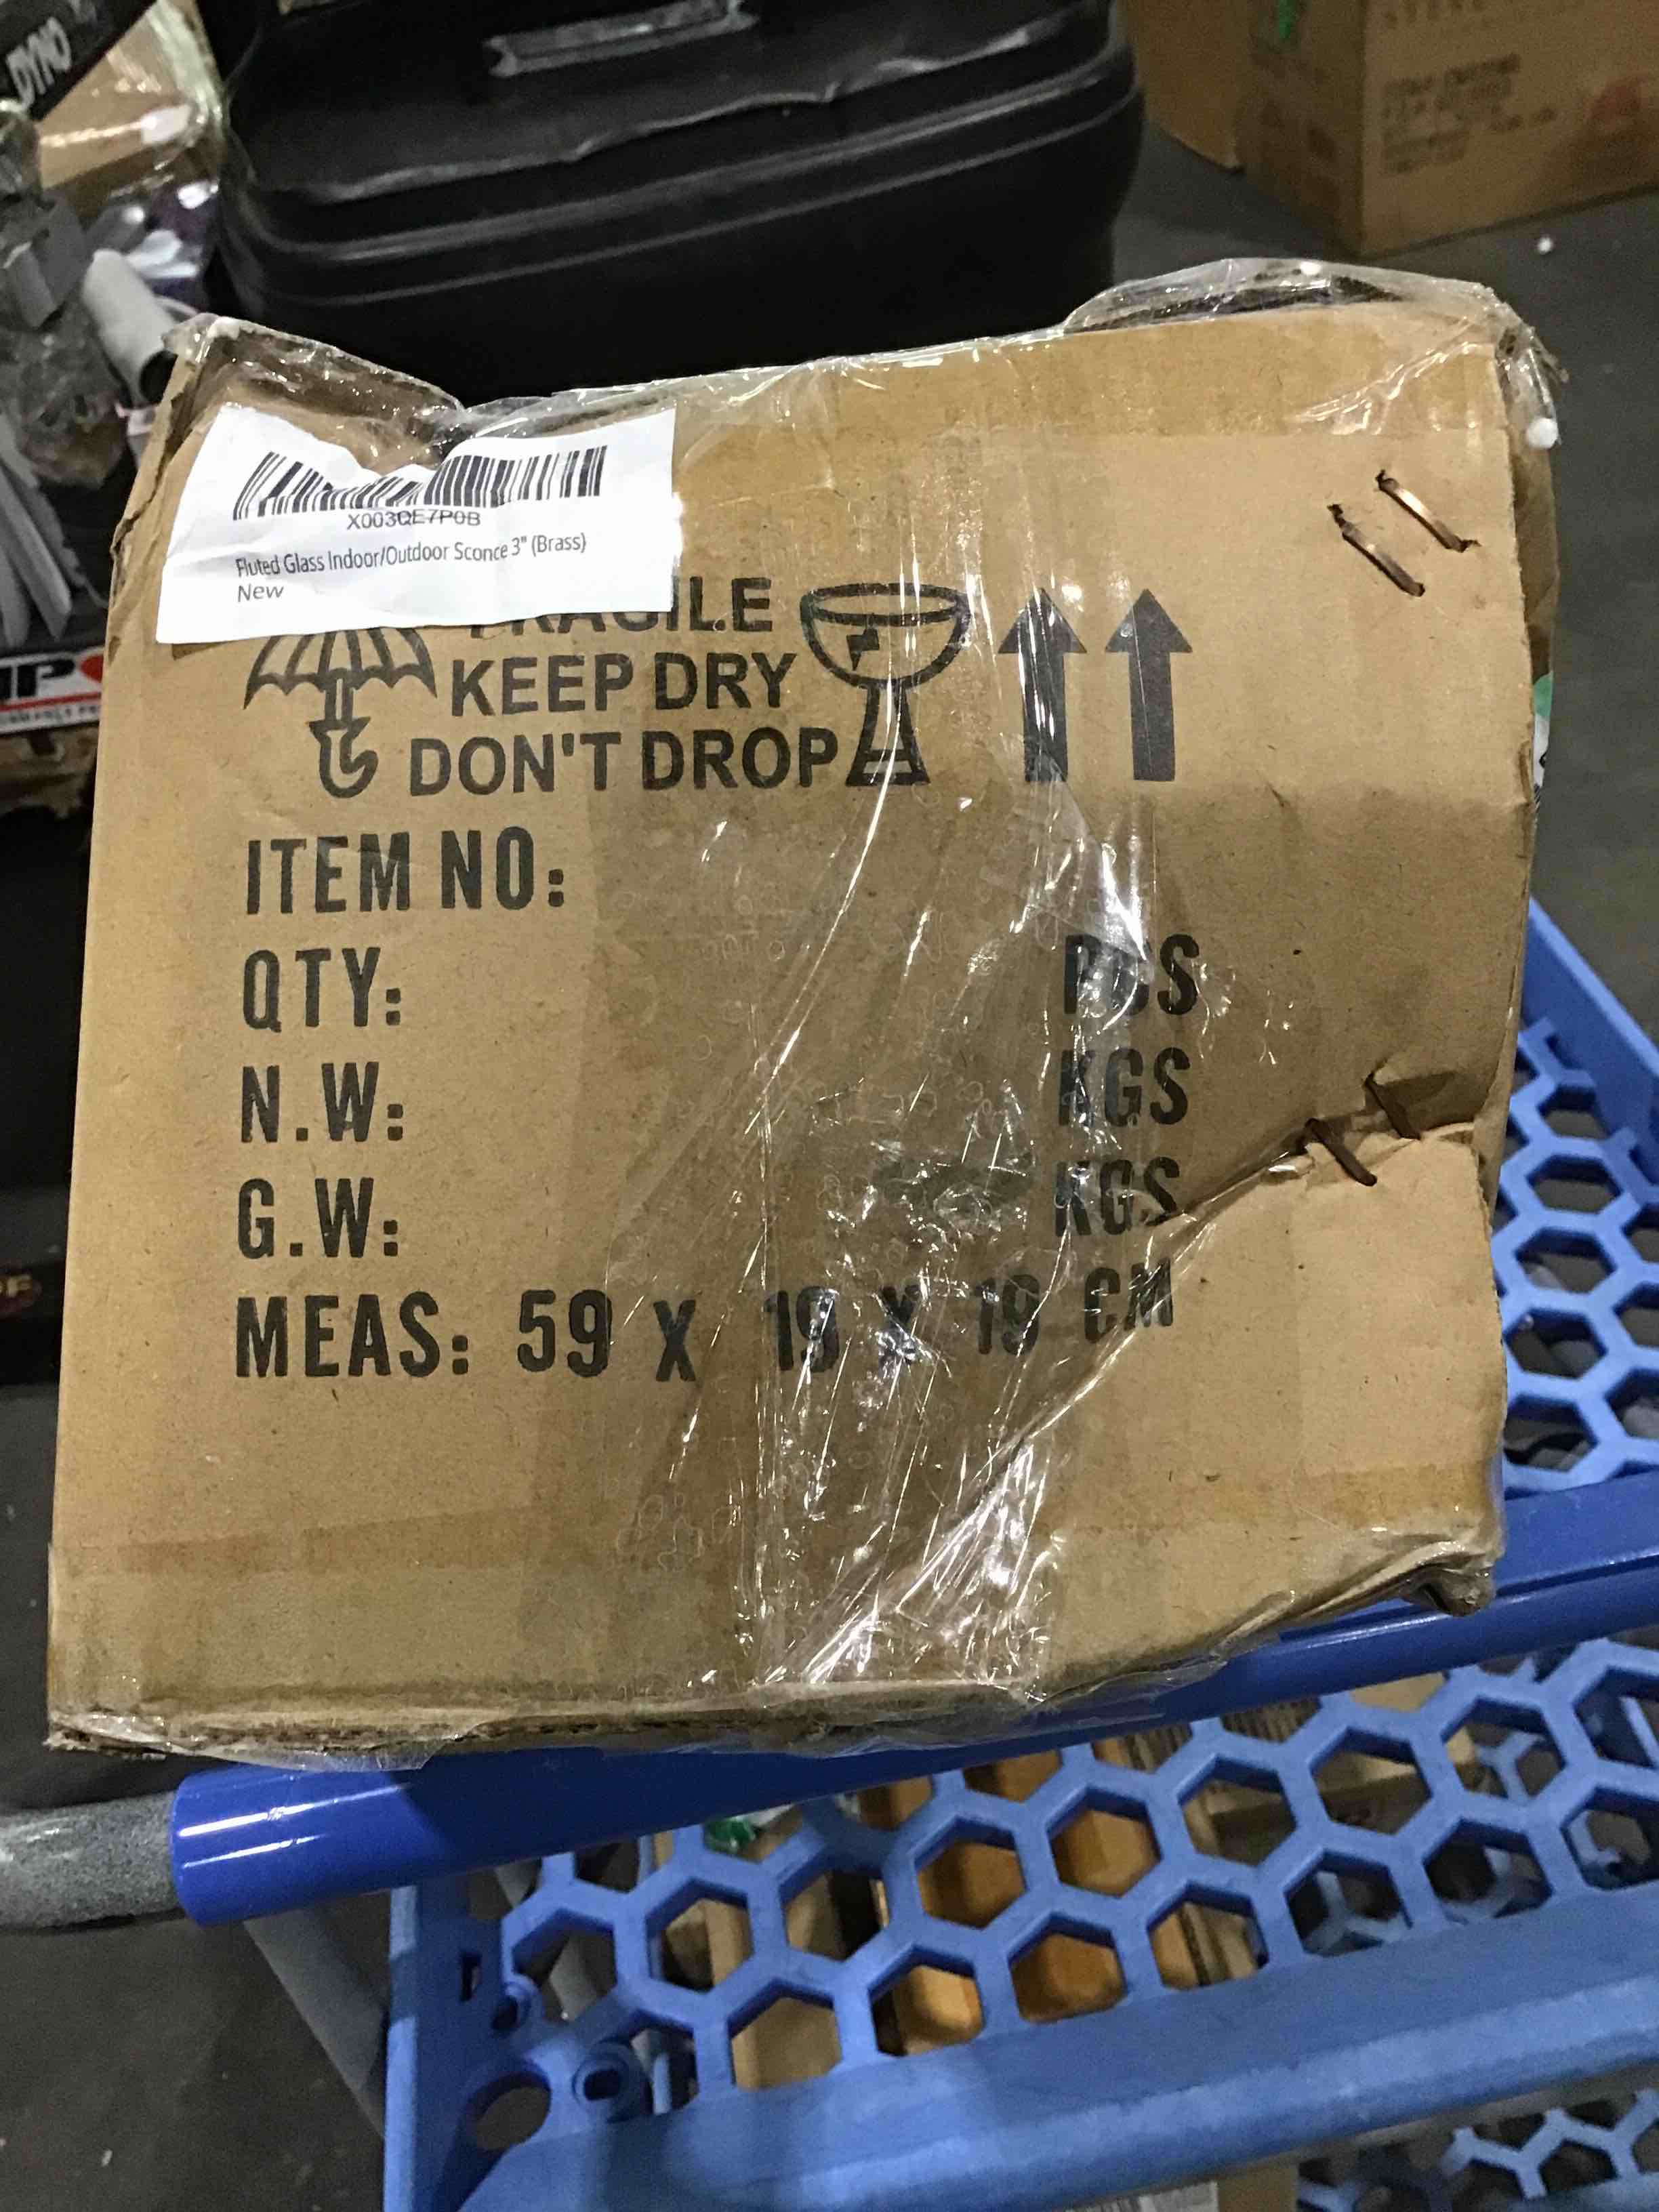 DYNO
X003QE7P0B
Fluted Glass Indoor/Outdoor Sconce 3" (Brass)
New
FRAGILE
KEEP DRY
DON'T DROP
ITEM NO:
QTY: PCS
N.W: KGS
G.W: KGS
MEAS: 59 X 19 X 19 CM